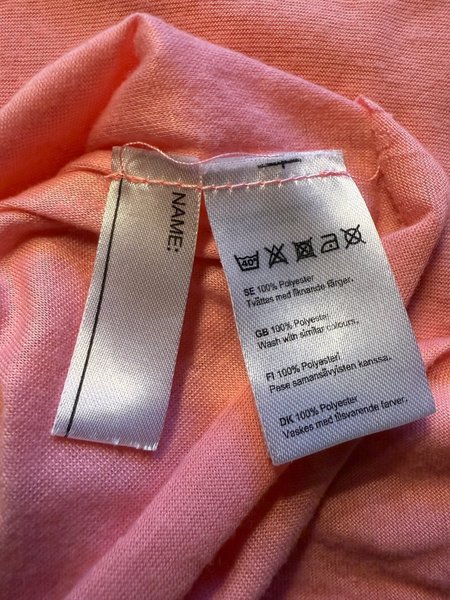 NAME:
40°
SE 100% Polyester
Tvättas med liknande färger.
GB 100% Polyester
Wash with similar colours.
FI 100% Polyesteri
Pese samansävyisten kanssa.
DK 100% Polyester
Vaskes med tilsvarende farver.